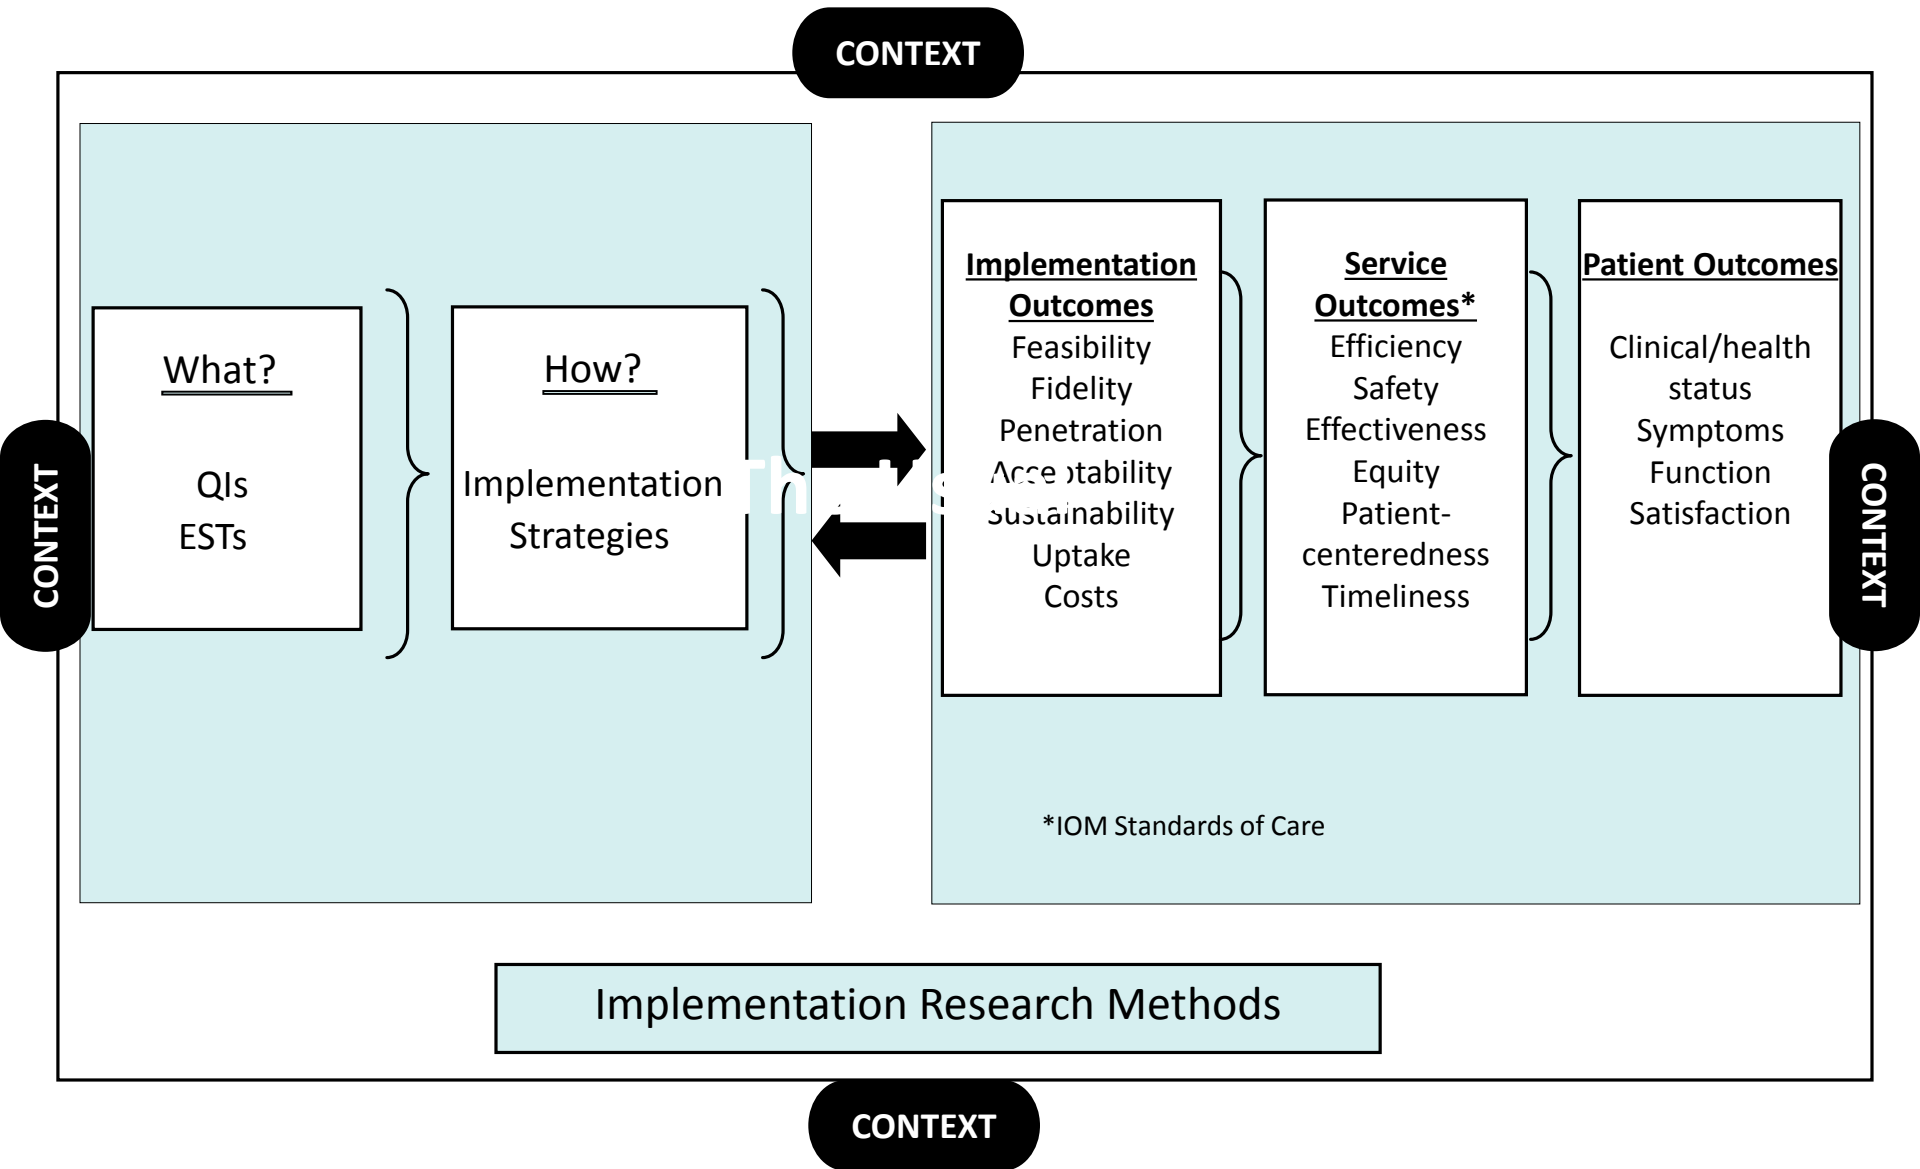 CONTEXT
CONTEXT
What?
QIs
ESTs
How?
Implementation
Strategies
Implementation
Outcomes
Feasibility
Fidelity
Penetration
Acceptability
Sustainability
Uptake
Costs
Service
Outcomes*
Efficiency
Safety
Effectiveness
Equity
Patient-
centeredness
Timeliness
Patient Outcomes
Clinical/health
status
Symptoms
Function
Satisfaction
CONTEXT
*IOM Standards of Care
Implementation Research Methods
CONTEXT